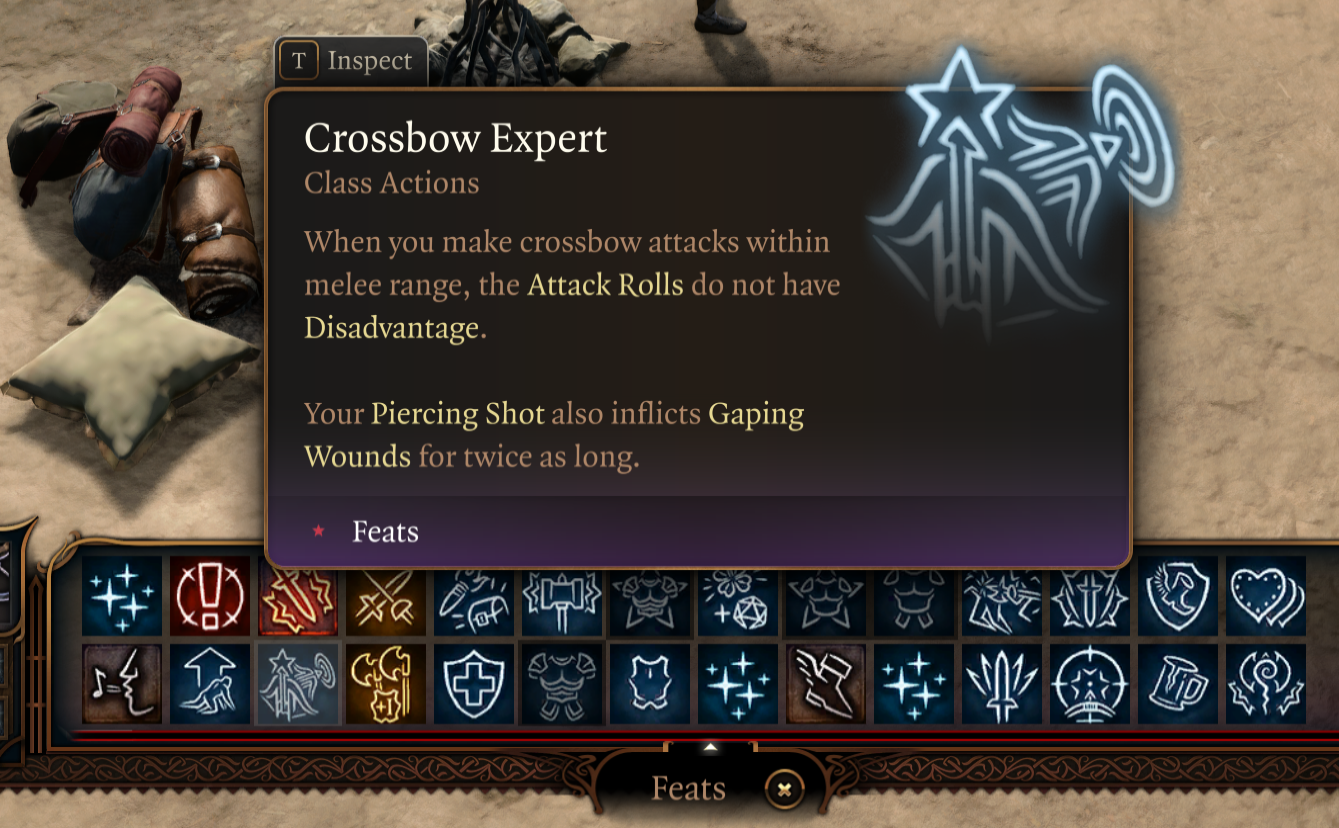 T Inspect
Crossbow Expert
Class Actions
When you make crossbow attacks within
melee range, the Attack Rolls do not have
Disadvantage.
Your Piercing Shot also inflicts Gaping
Wounds for twice as long.
Feats
+1
Feats